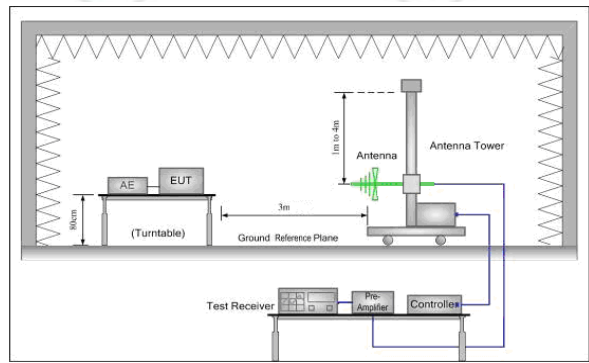 1m to 4m
Antenna
Antenna Tower
AE
EUT
80cm
(Turntable)
3m
Ground Reference Plane
Test Receiver
Pre-
Amplifier
Controller